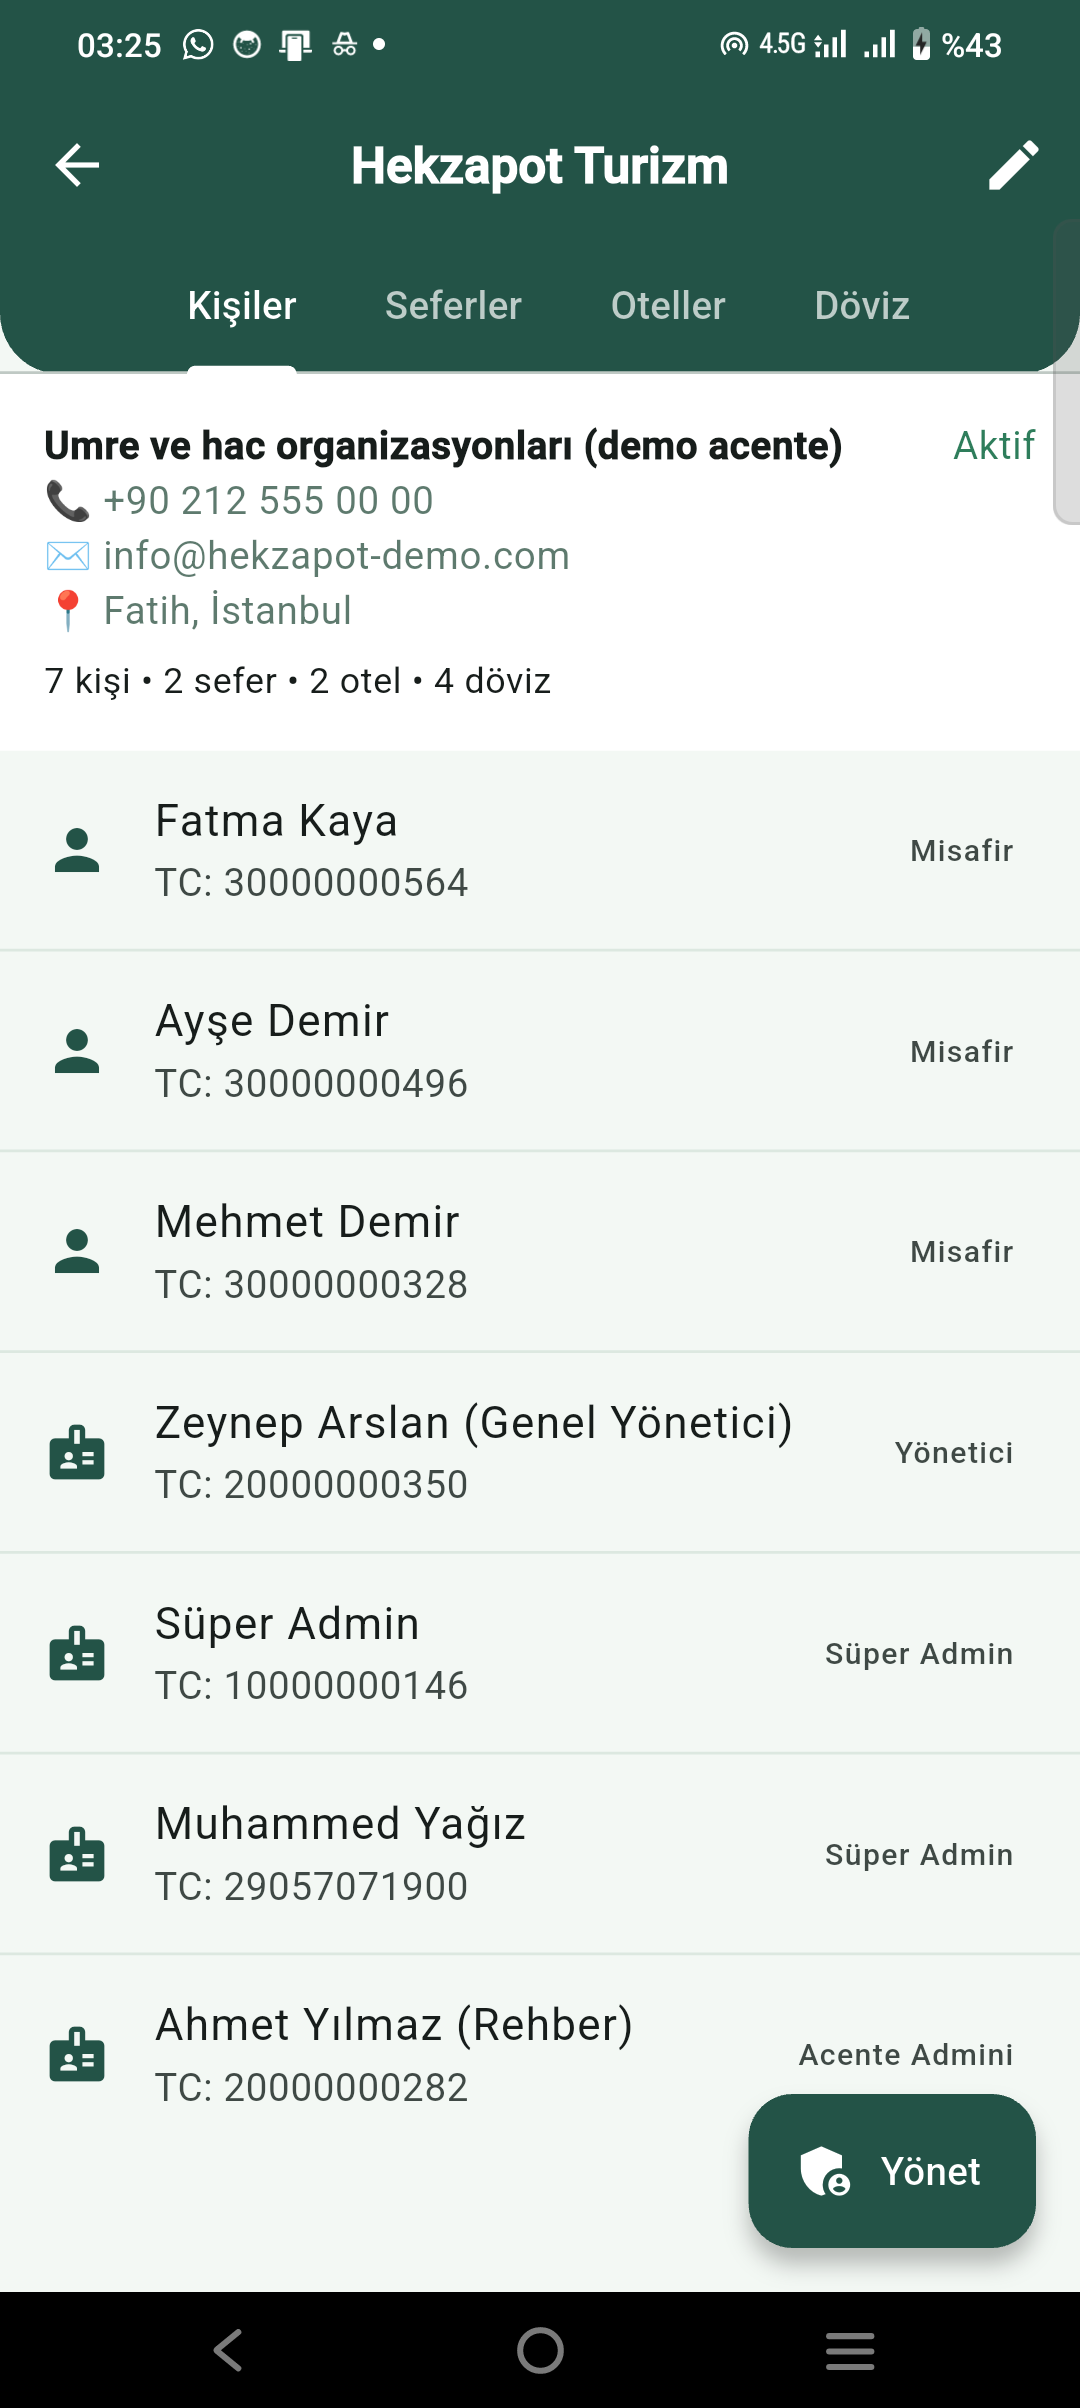 03:25
4.5G %43
Hekzapot Turizm
Kişiler Seferler Oteller Döviz
Umre ve hac organizasyonları (demo acente) Aktif
+90 212 555 00 00
info@hekzapot-demo.com
Fatih, İstanbul
7 kişi • 2 sefer • 2 otel • 4 döviz
Fatma Kaya
TC: 30000000564
Misafir
Ayşe Demir
TC: 30000000496
Misafir
Mehmet Demir
TC: 30000000328
Misafir
Zeynep Arslan (Genel Yönetici)
TC: 20000000350
Yönetici
Süper Admin
TC: 10000000146
Süper Admin
Muhammed Yağız
TC: 29057071900
Süper Admin
Ahmet Yılmaz (Rehber)
TC: 20000000282
Acente Admini
Yönet